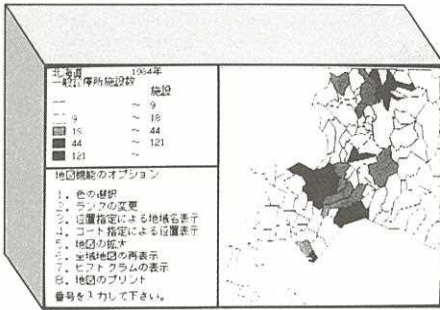 北海道 1984年
一般診療所施設数
施設
～ 9
9 ～ 18
18 ～ 44
44 ～ 121
121 ～
地図機能のオプション
1. 色の選択
2. ランクの変更
3. 位置指定による地域名表示
4. コード指定による位置表示
5. 地図の拡大
6. 全域地図の再表示
7. ヒストグラムの表示
8. 地図のプリント
番号を入力して下さい。